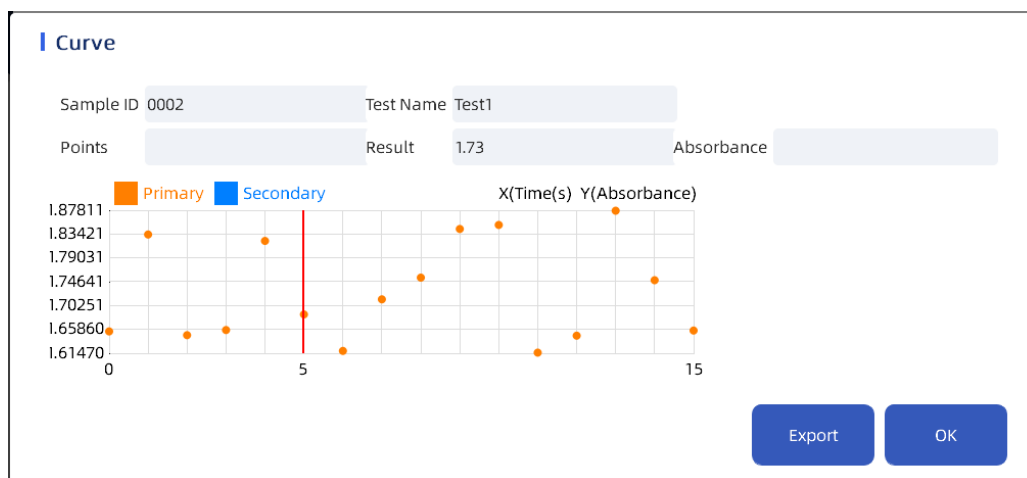 Curve
Sample ID 0002 Test Name Test1
Points Result 1.73 Absorbance
Primary Secondary X(Time(s) Y(Absorbance)
1.87811
1.83421
1.79031
1.74641
1.70251
1.65860
1.61470
0 5 15
Export OK